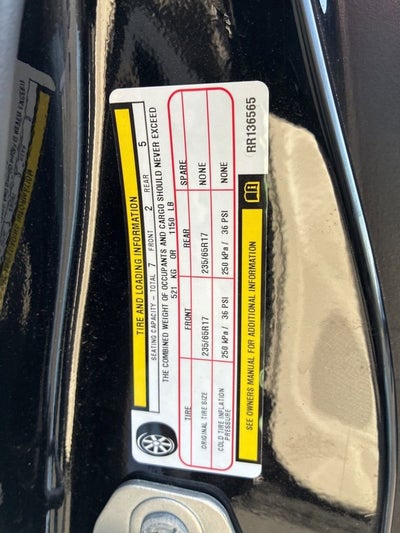 TIRE AND LOADING INFORMATION
SEATING CAPACITY - TOTAL 7 FRONT 2 REAR 5
THE COMBINED WEIGHT OF OCCUPANTS AND CARGO SHOULD NEVER EXCEED
521 KG OR 1150 LB
TIRE FRONT REAR SPARE
ORIGINAL TIRE SIZE 235/65R17 235/65R17 NONE
COLD TIRE INFLATION PRESSURE 250 kPa/ 36 PSI 250 kPa/ 36 PSI NONE
SEE OWNERS MANUAL FOR ADDITIONAL INFORMATION
RR136565